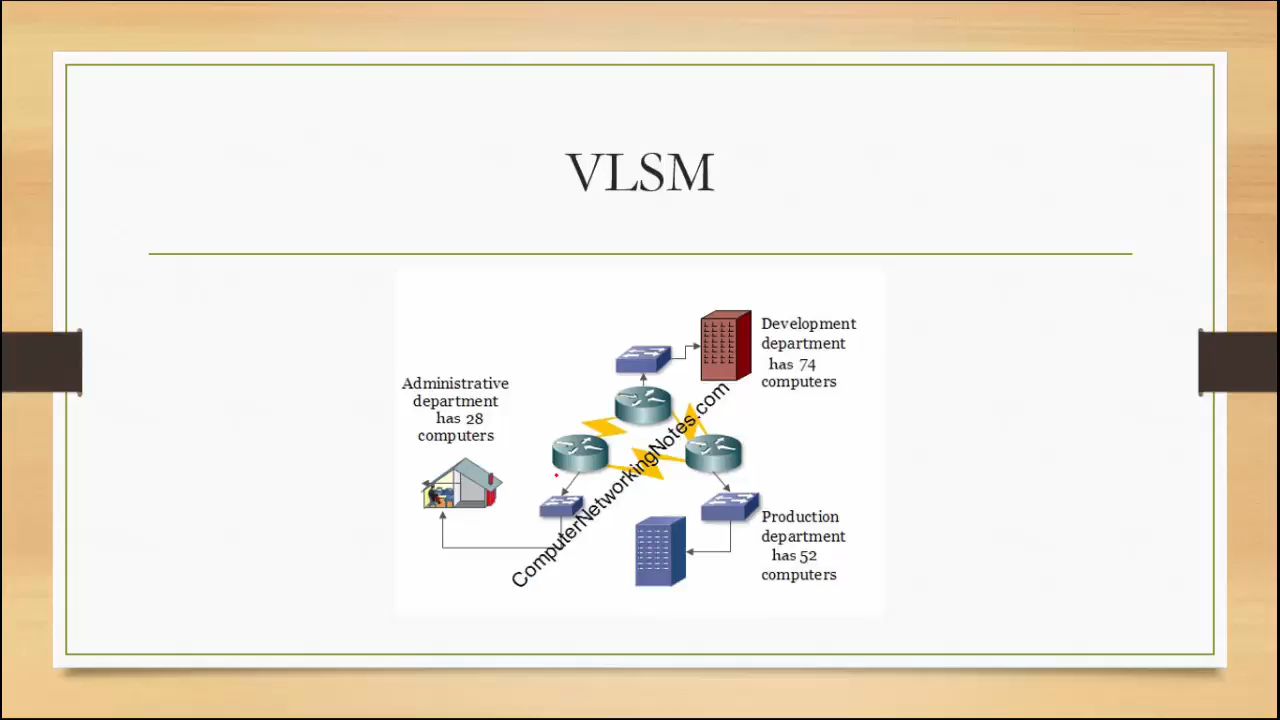 VLSM
Development
department
has 74
computers
Administrative
department
has 28
computers
ComputerNetworkingNotes.com
Production
department
has 52
computers